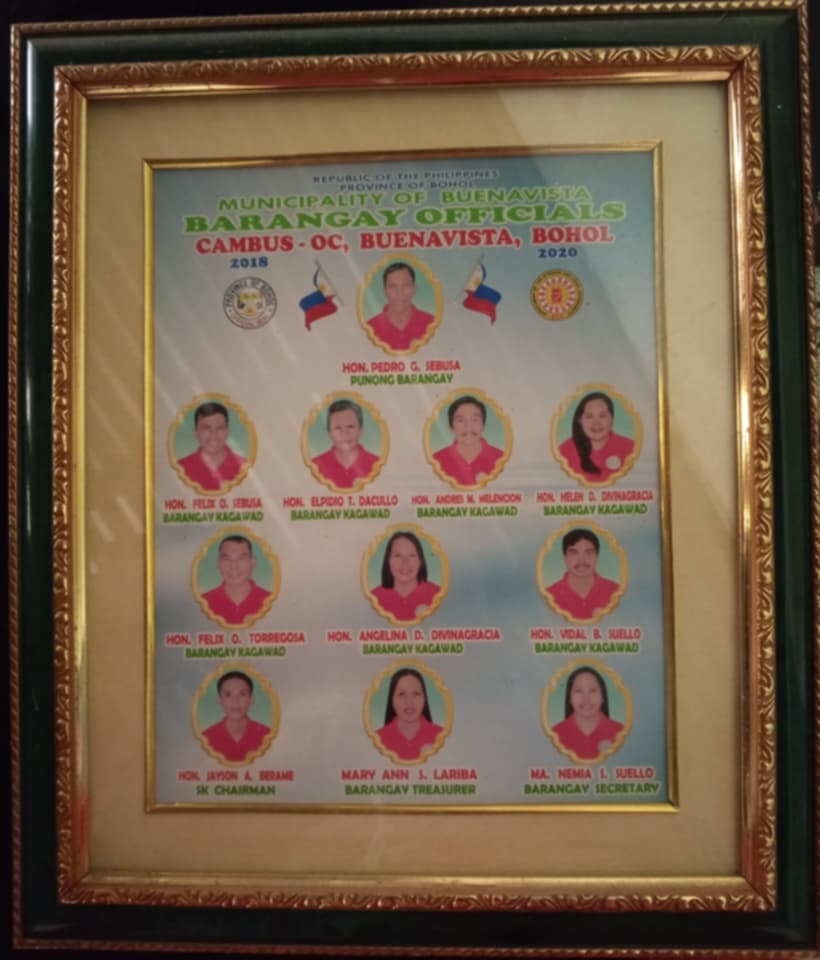 REPUBLIC OF THE PHILIPPINES
PROVINCE OF BOHOL
MUNICIPALITY OF BUENAVISTA
BARANGAY OFFICIALS
CAMBUS - OC, BUENAVISTA, BOHOL
2018 2020
PROVINCE OF BOHOL
HON. PEDRO G. SEBUSA
PUNONG BARANGAY
HON. FELIX O. SEBUSA HON. ELPIDIO T. DACULLO HON. ANDRES M. MELENCION HON. HELEN D. DIVINAGRACIA
BARANGAY KAGAWAD BARANGAY KAGAWAD BARANGAY KAGAWAD BARANGAY KAGAWAD
HON. FELIX O. TORREGOSA HON. ANGELINA D. DIVINAGRACIA HON. VIDAL B. SUELLO
BARANGAY KAGAWAD BARANGAY KAGAWAD BARANGAY KAGAWAD
HON. JAYSON A. BERAME MARY ANN S. LARIBA MA. NEMIA S. SUELLO
SK CHAIRMAN BARANGAY TREASURER BARANGAY SECRETARY